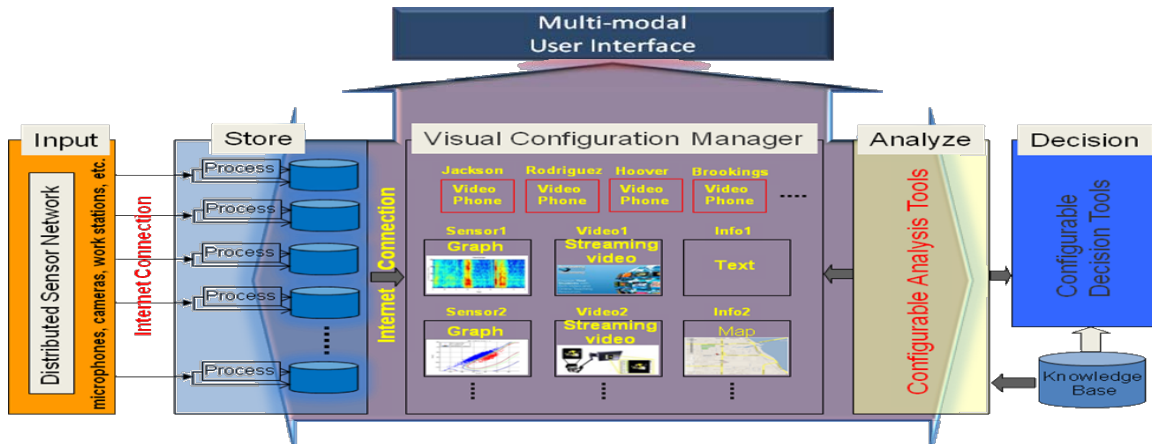 Multi-modal
User Interface
Input
Distributed Sensor Network
microphones, cameras, work stations, etc.
Internet Connection
Store
Process
Process
Process
Process
Process
Internet Connection
Visual Configuration Manager
Jackson Rodriguez Hoover Brookings
Video Video Video Video
Phone Phone Phone Phone
Sensor1 Video1 Info1
Graph Streaming Text
video
Sensor2 Video2 Info2
Graph Streaming Map
video
Analyze
Configurable Analysis Tools
Decision
Configurable
Decision Tools
Knowledge
Base